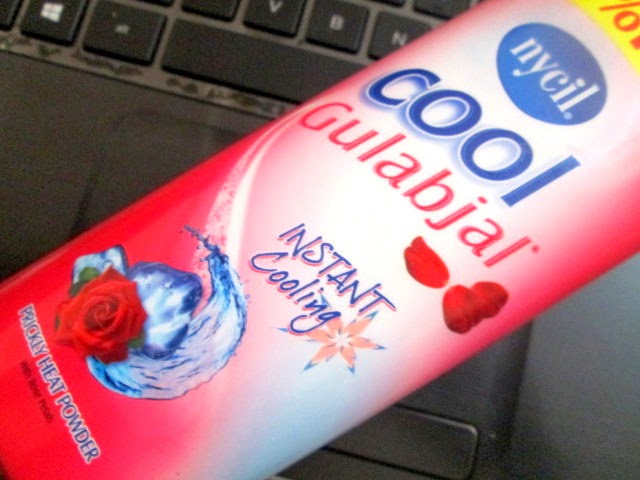 nycil®
cool
Gulabjal*
INSTANT
Cooling
PRICKLY HEAT POWDER
B
N
M